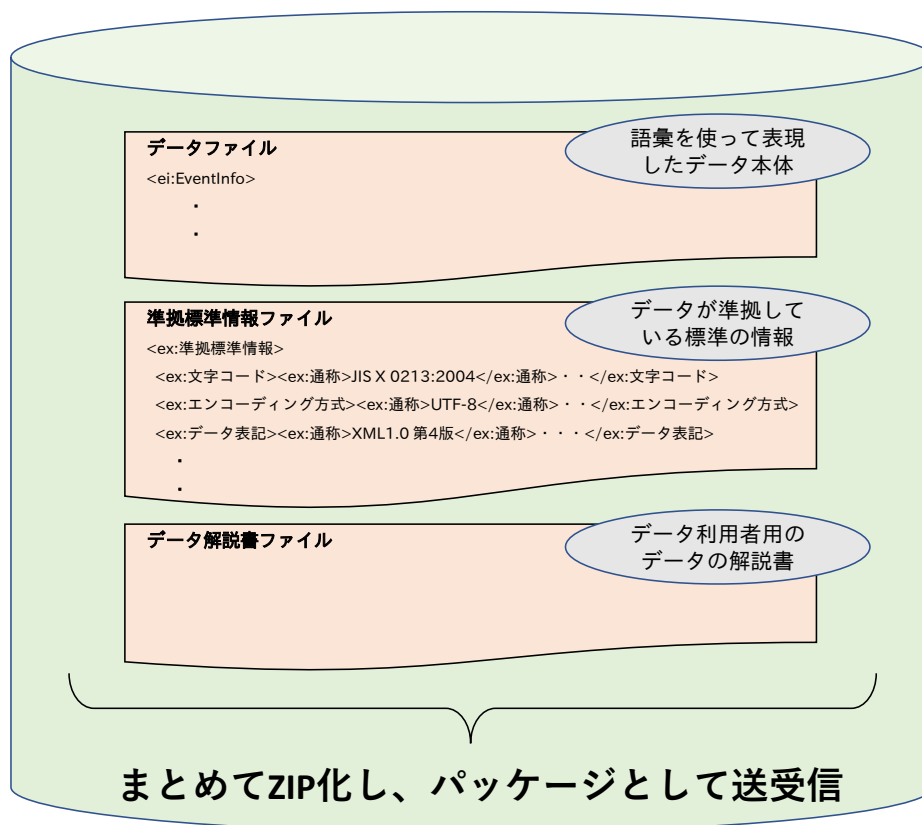 語彙を使って表現
したデータ本体
データファイル
<ei:EventInfo>
・
・
データが準拠して
いる標準の情報
準拠標準情報ファイル
<ex:準拠標準情報>
<ex:文字コード><ex:通称>JIS X 0213:2004</ex:通称>・・</ex:文字コード>
<ex:エンコーディング方式><ex:通称>UTF-8</ex:通称>・・</ex:エンコーディング方式>
<ex:データ表記><ex:通称>XML1.0 第4版</ex:通称>・・・</ex:データ表記>
・
・
データ利用者用の
データの解説書
データ解説書ファイル
まとめてZIP化し、パッケージとして送受信